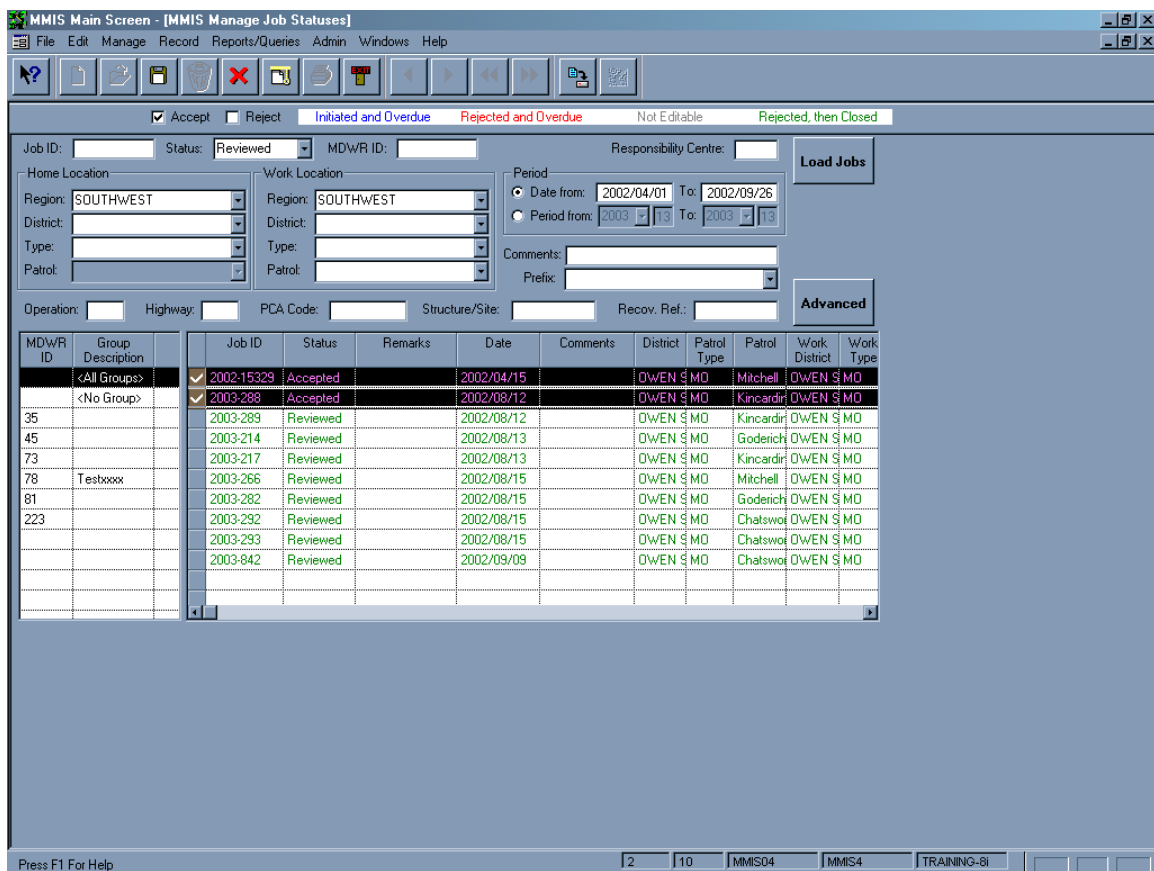 MMIS Main Screen - [MMIS Manage Job Statuses]
File Edit Manage Record Reports/Queries Admin Windows Help
EXIT
Accept Reject Initiated and Overdue Rejected and Overdue Not Editable Rejected, then Closed
Job ID: Status: Reviewed MDWR ID: Responsibility Centre: Load Jobs
Home Location Work Location Period
Region: SOUTHWEST Region: SOUTHWEST Date from: 2002/04/01 To: 2002/09/26
District: District: Period from: 2003 13 To: 2003 13
Type: Type: Comments:
Patrol: Patrol: Prefix:
Operation: Highway: PCA Code: Structure/Site: Recov. Ref.: Advanced
MDWR ID Group Description Job ID Status Remarks Date Comments District Patrol Type Patrol Work District Work Type
<All Groups> 2002-15329 Accepted 2002/04/15 OWEN S MO Mitchell OWEN S MO
<No Group> 2003-288 Accepted 2002/08/12 OWEN S MO Kincardin OWEN S MO
35 2003-289 Reviewed 2002/08/12 OWEN S MO Kincardin OWEN S MO
45 2003-214 Reviewed 2002/08/13 OWEN S MO Goderich OWEN S MO
73 2003-217 Reviewed 2002/08/13 OWEN S MO Kincardin OWEN S MO
78 Testxxxx 2003-266 Reviewed 2002/08/15 OWEN S MO Mitchell OWEN S MO
81 2003-282 Reviewed 2002/08/15 OWEN S MO Goderich OWEN S MO
223 2003-292 Reviewed 2002/08/15 OWEN S MO Chatswor OWEN S MO
2003-293 Reviewed 2002/08/15 OWEN S MO Chatswor OWEN S MO
2003-842 Reviewed 2002/09/09 OWEN S MO Chatswor OWEN S MO
Press F1 For Help 2 10 MMIS04 MMIS4 TRAINING-8i